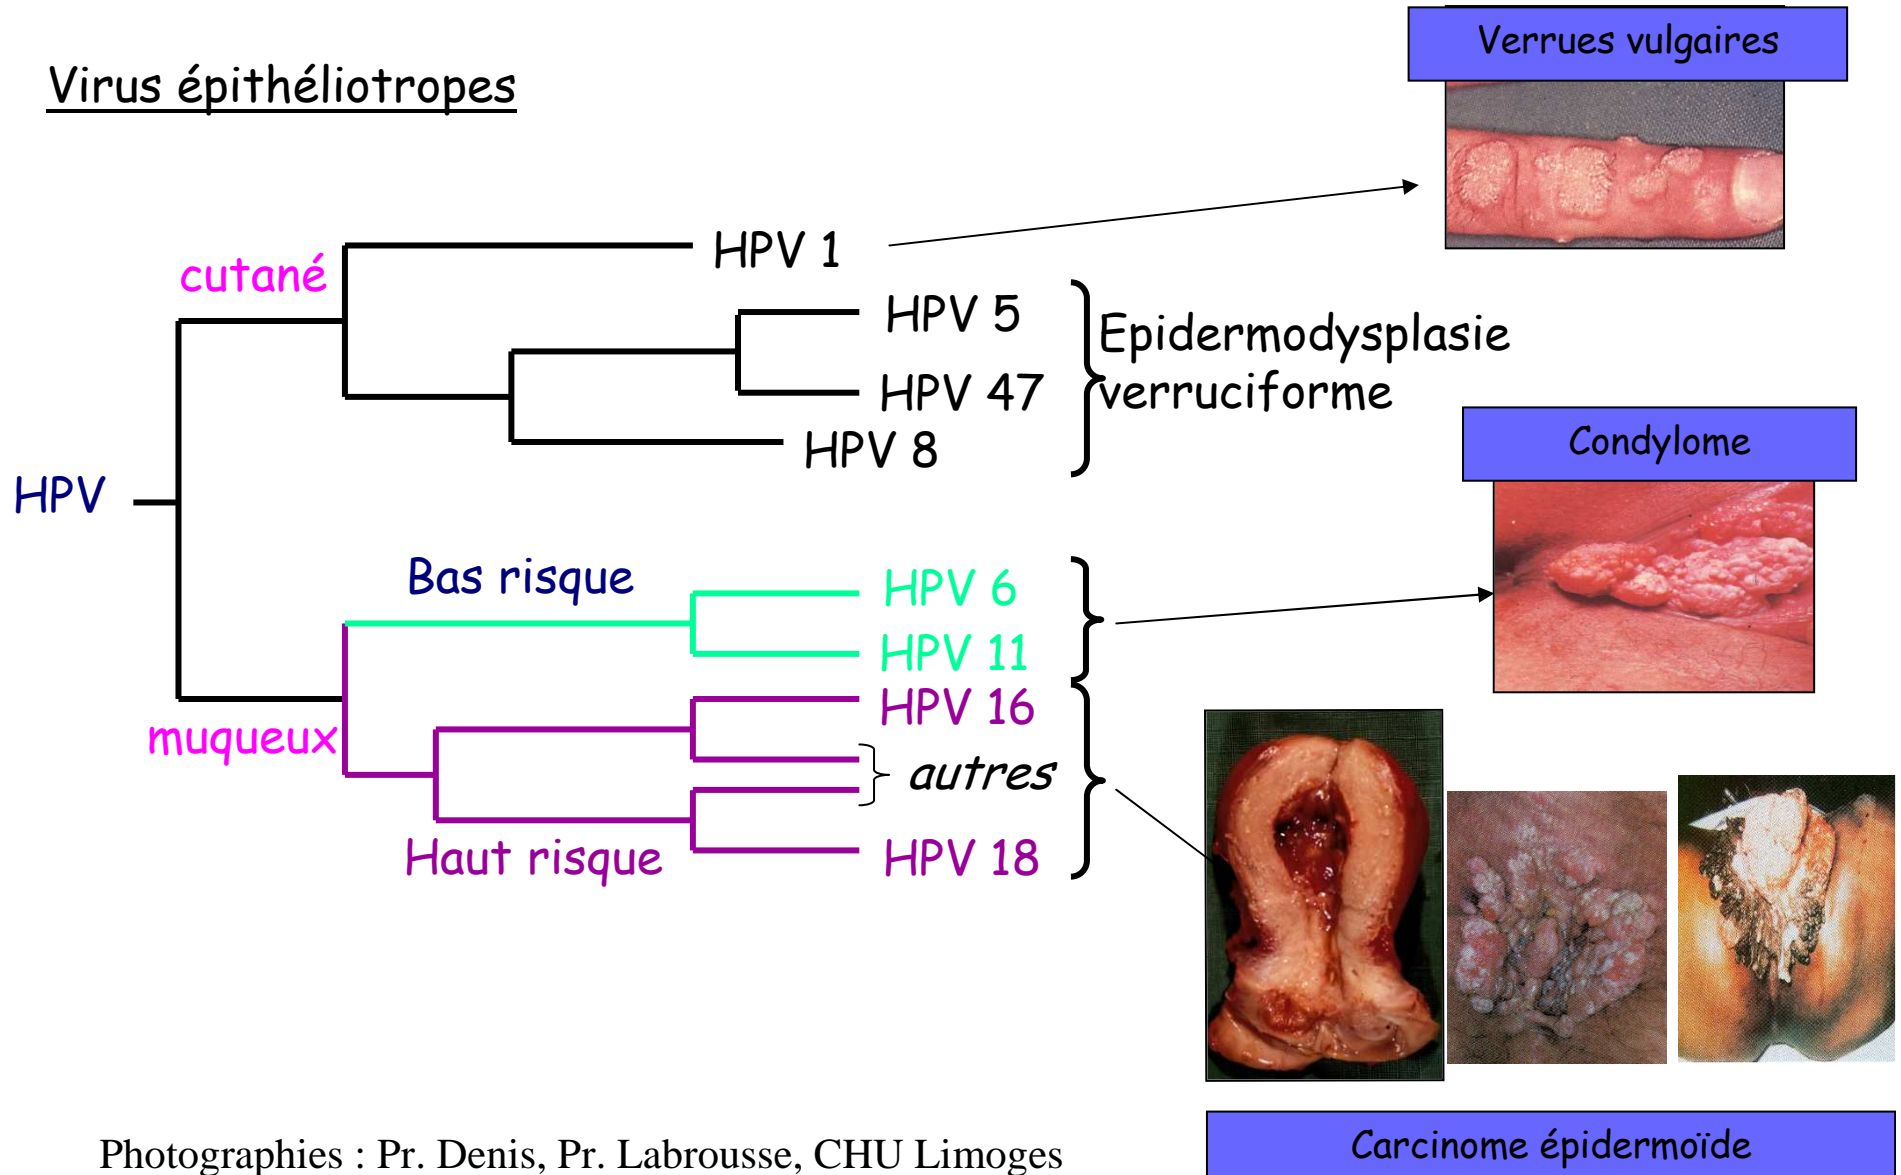 Verrues vulgaires
Virus épithéliotropes
cutané
HPV 1
HPV 5
HPV 47
HPV 8
Epidermodysplasie
verruciforme
Condylome
HPV
Bas risque
HPV 6
HPV 11
HPV 16
muqueux
autres
Haut risque
HPV 18
Carcinome épidermoïde
Photographies : Pr. Denis, Pr. Labrousse, CHU Limoges